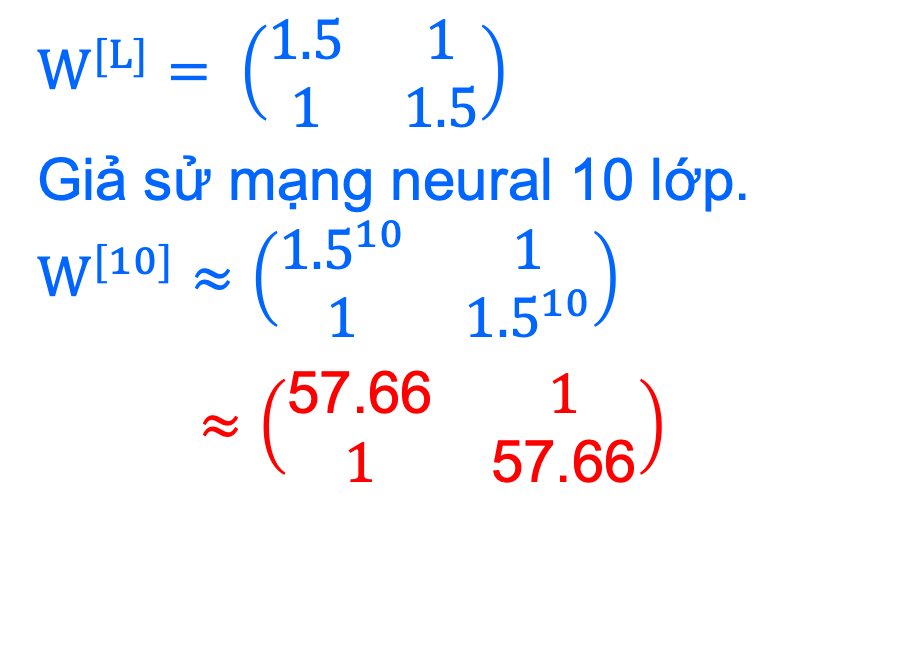 W^[L] = (1.5 1
1 1.5)
Giả sử mạng neural 10 lớp.
W^[10] ≈ (1.5^10 1
1 1.5^10)
≈ (57.66 1
1 57.66)